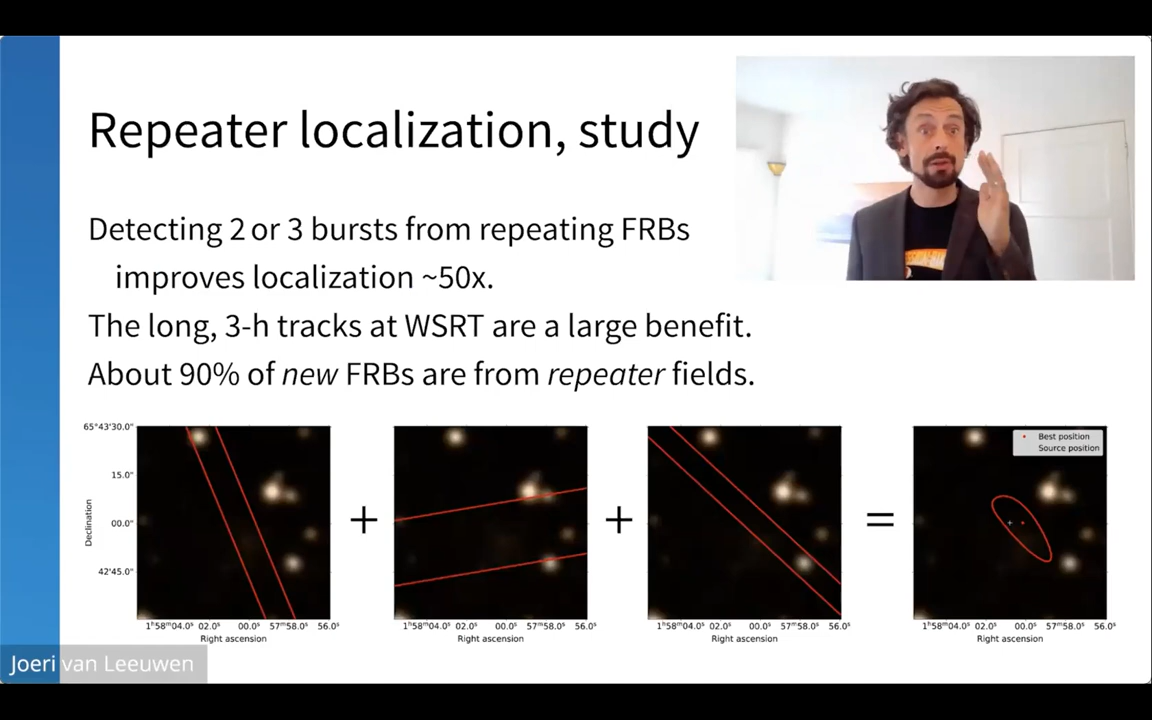 Repeater localization, study
Detecting 2 or 3 bursts from repeating FRBs
improves localization ~50x.
The long, 3-h tracks at WSRT are a large benefit.
About 90% of new FRBs are from repeater fields.
65°43'30.0"
15.0"
00.0"
42'45.0"
Declination
+
+
=
Best position
Source position
1ʰ58ᵐ04.0ˢ 02.0ˢ 00.0ˢ 57ᵐ58.0ˢ 56.0ˢ
Right ascension
1ʰ58ᵐ04.0ˢ 02.0ˢ 00.0ˢ 57ᵐ58.0ˢ 56.0ˢ
Right ascension
1ʰ58ᵐ04.0ˢ 02.0ˢ 00.0ˢ 57ᵐ58.0ˢ 56.0ˢ
Right ascension
1ʰ58ᵐ04.0ˢ 02.0ˢ 00.0ˢ 57ᵐ58.0ˢ 56.0ˢ
Right ascension
Joeri van Leeuwen